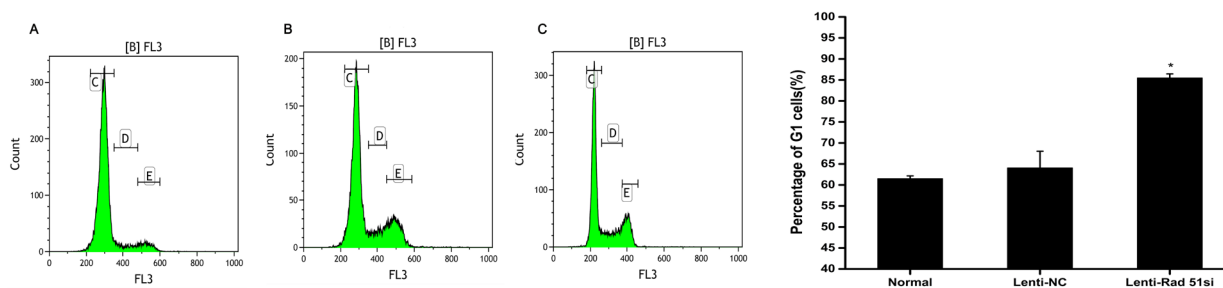 A
[B] FL3
Count
300
200
100
0
C
D
E
0 200 400 600 800 1000
FL3
B
[B] FL3
Count
200
150
100
50
0
C
D
E
0 200 400 600 800 1000
FL3
C
[B] FL3
Count
300
200
100
0
C
D
E
0 200 400 600 800 1000
FL3
Percentage of G1 cells(%)
100
95
90
85
80
75
70
65
60
55
50
45
40
*
Normal Lenti-NC Lenti-Rad 51si